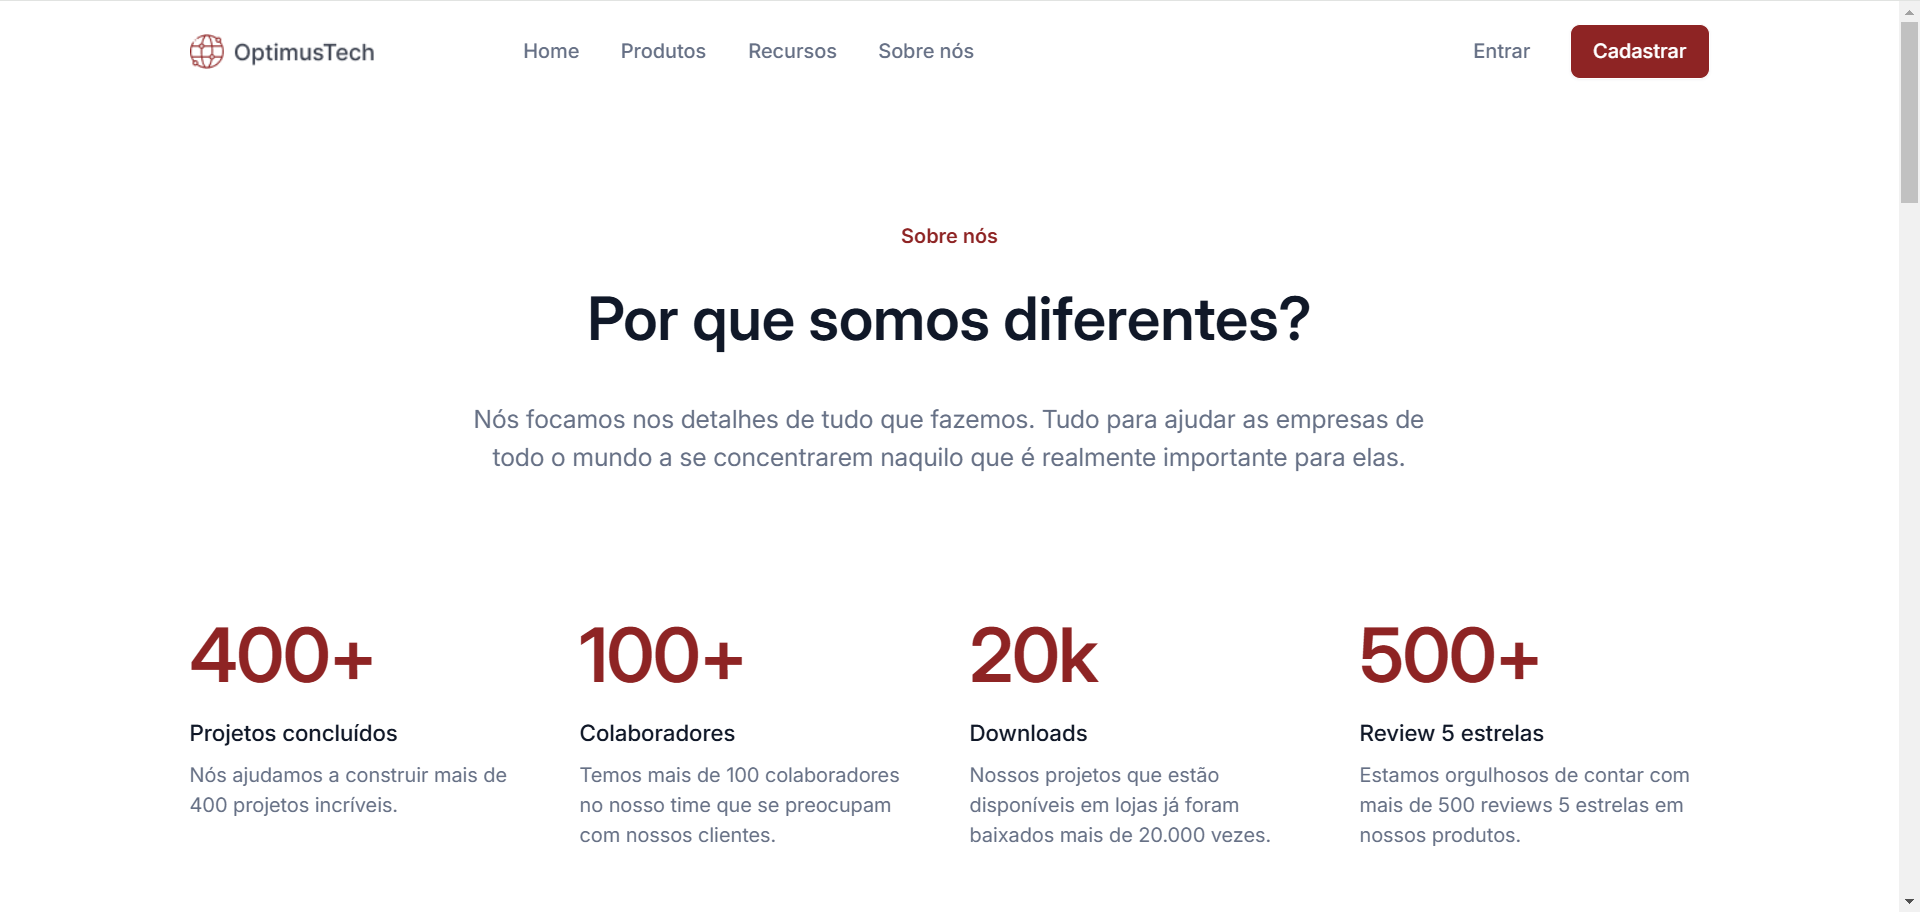 OptimusTech
Home
Produtos
Recursos
Sobre nós
Entrar
Cadastrar
Sobre nós
Por que somos diferentes?
Nós focamos nos detalhes de tudo que fazemos. Tudo para ajudar as empresas de
todo o mundo a se concentrarem naquilo que é realmente importante para elas.
400+
Projetos concluídos
Nós ajudamos a construir mais de
400 projetos incríveis.
100+
Colaboradores
Temos mais de 100 colaboradores
no nosso time que se preocupam
com nossos clientes.
20k
Downloads
Nossos projetos que estão
disponíveis em lojas já foram
baixados mais de 20.000 vezes.
500+
Review 5 estrelas
Estamos orgulhosos de contar com
mais de 500 reviews 5 estrelas em
nossos produtos.